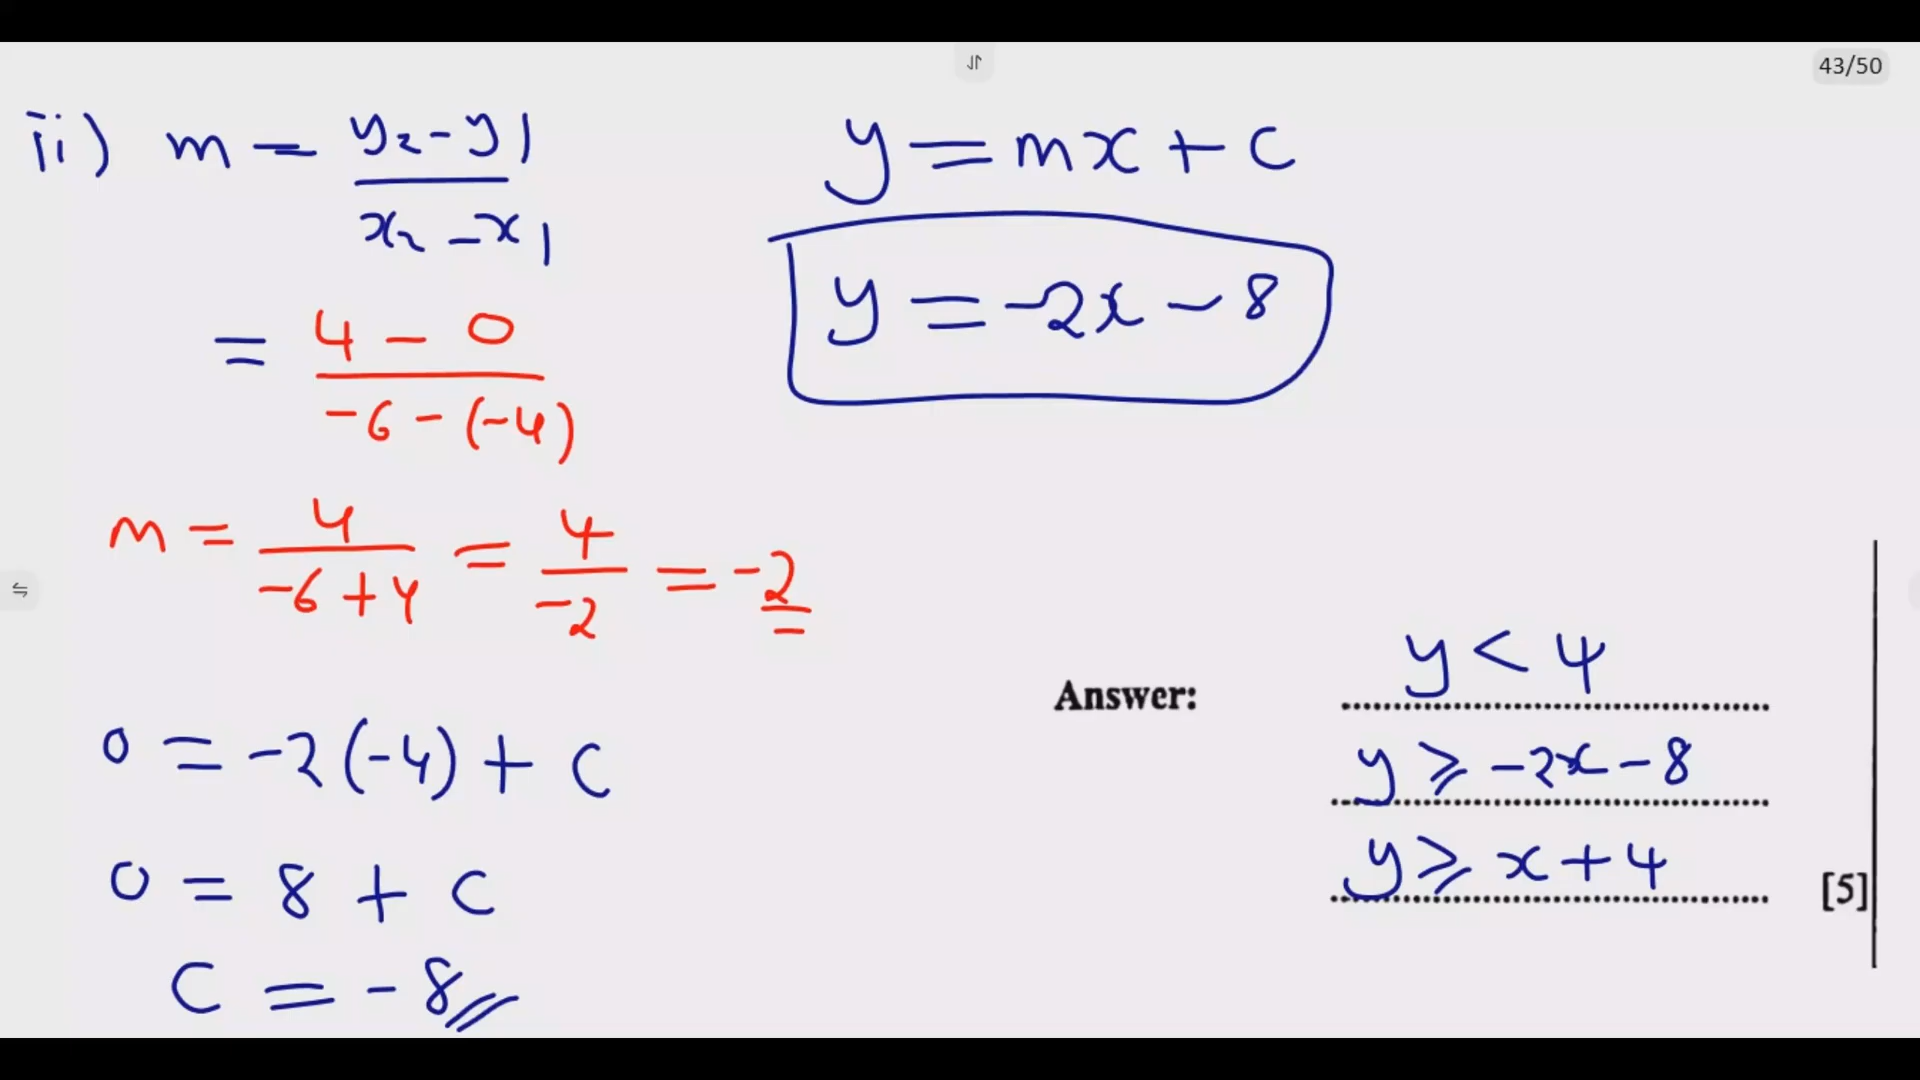 43/50
ii) m = y₂ - y₁ / x₂ - x₁
= 4 - 0 / -6 - (-4)
m = 4 / -6 + 4 = 4 / -2 = -2
0 = -2(-4) + c
0 = 8 + c
c = -8
y = mx + c
y = -2x - 8
Answer: y < 4
y ⩾ -2x - 8
y ⩾ x + 4
[5]